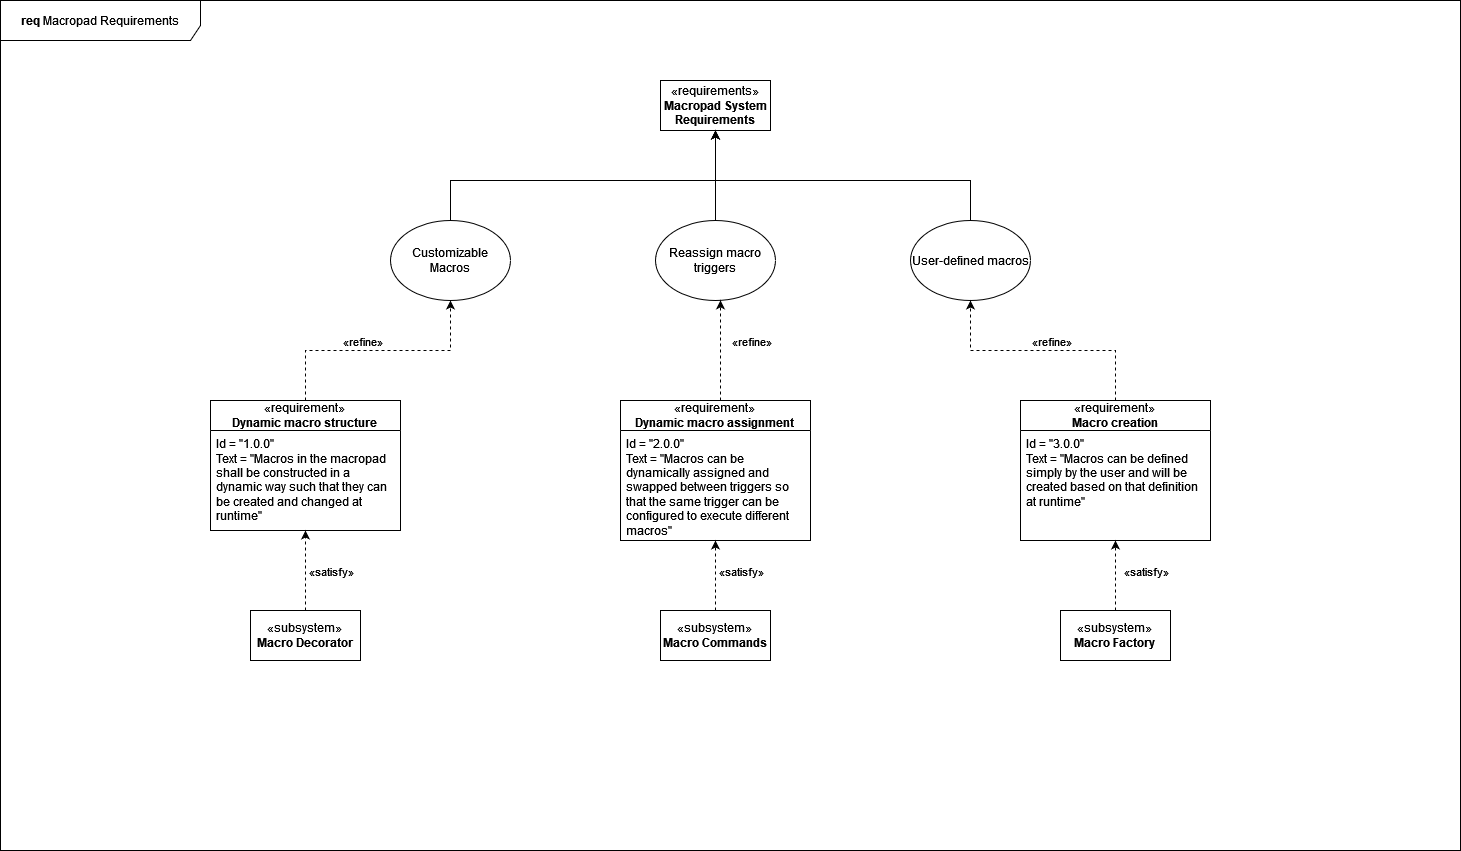 req Macropad Requirements
«requirements»
Macropad System
Requirements
Customizable
Macros
Reassign macro
triggers
User-defined macros
«refine»
«refine»
«refine»
«requirement»
Dynamic macro structure
Id = "1.0.0"
Text = "Macros in the macropad
shall be constructed in a
dynamic way such that they can
be created and changed at
runtime"
«requirement»
Dynamic macro assignment
Id = "2.0.0"
Text = "Macros can be
dynamically assigned and
swapped between triggers so
that the same trigger can be
configured to execute different
macros"
«requirement»
Macro creation
Id = "3.0.0"
Text = "Macros can be defined
simply by the user and will be
created based on that definition
at runtime"
«satisfy»
«satisfy»
«satisfy»
«subsystem»
Macro Decorator
«subsystem»
Macro Commands
«subsystem»
Macro Factory